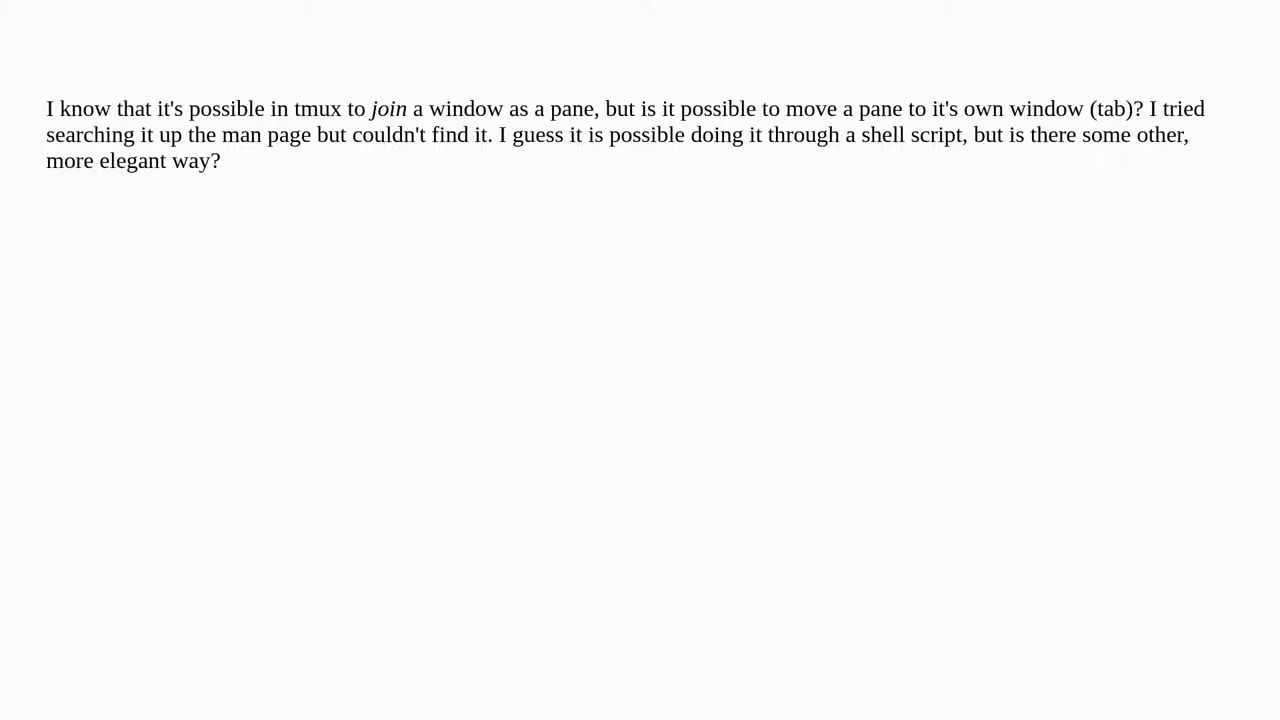 I know that it's possible in tmux to join a window as a pane, but is it possible to move a pane to it's own window (tab)? I tried
searching it up the man page but couldn't find it. I guess it is possible doing it through a shell script, but is there some other,
more elegant way?